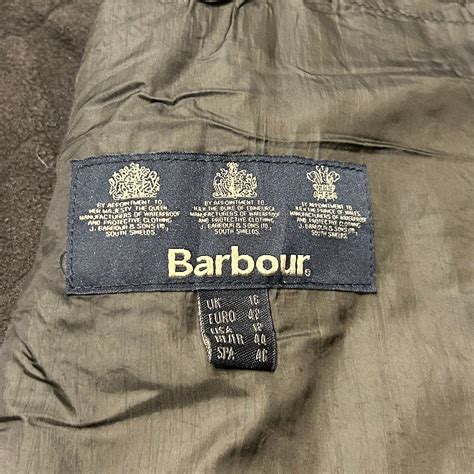 BY APPOINTMENT TO
HER MAJESTY THE QUEEN
MANUFACTURERS OF WATERPROOF
AND PROTECTIVE CLOTHING
J. BARBOUR & SONS LTD
SOUTH SHIELDS.
BY APPOINTMENT TO
H.R.H THE DUKE OF EDINBURGH
MANUFACTURERS OF WATERPROOF
AND PROTECTIVE CLOTHING
J. BARBOUR & SONS LTD.
SOUTH SHIELDS.
BY APPOINTMENT TO
H.R.H THE PRINCE OF WALES
MANUFACTURERS OF WATERPROOF
AND PROTECTIVE CLOTHING
J. BARBOUR & SONS LTD
SOUTH SHIELDS.
Barbour
UK 16
EURO 42
USA 12
44
SPA 46